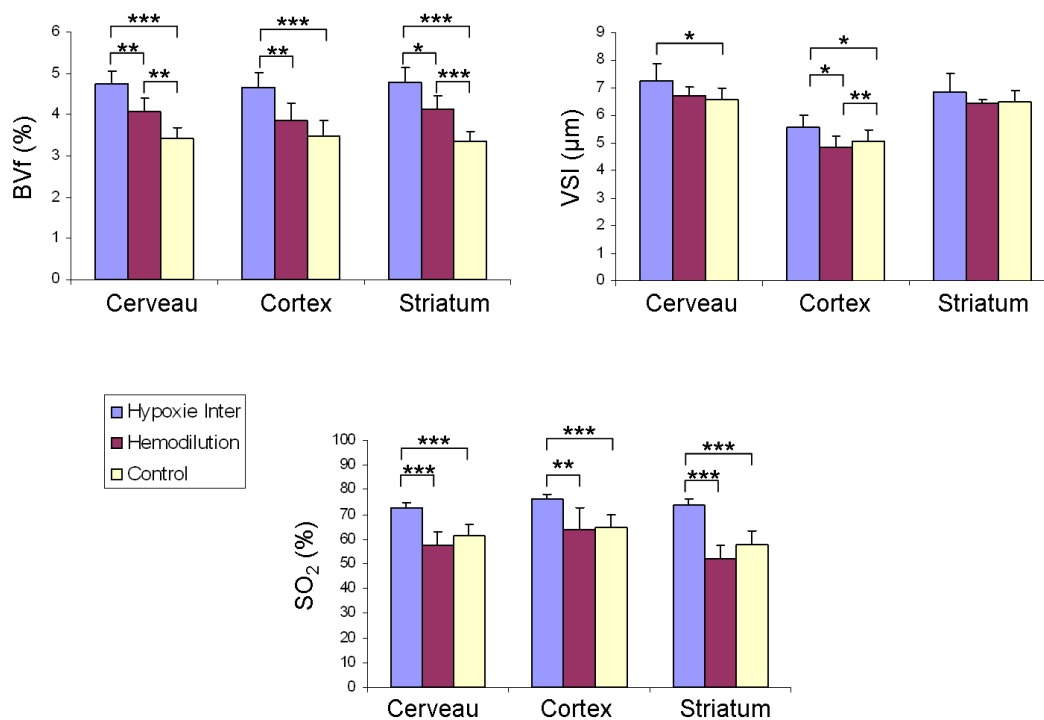 BVf (%)
6
5
4
3
2
1
0
*** *** ***
** ** *
** ***
Cerveau Cortex Striatum
VSI (µm)
9
8
7
6
5
4
3
2
1
0
* *
*
**
Cerveau Cortex Striatum
Hypoxie Inter
Hemodilution
Control
SO₂ (%)
100
90
80
70
60
50
40
30
20
10
0
*** *** ***
*** ** ***
Cerveau Cortex Striatum